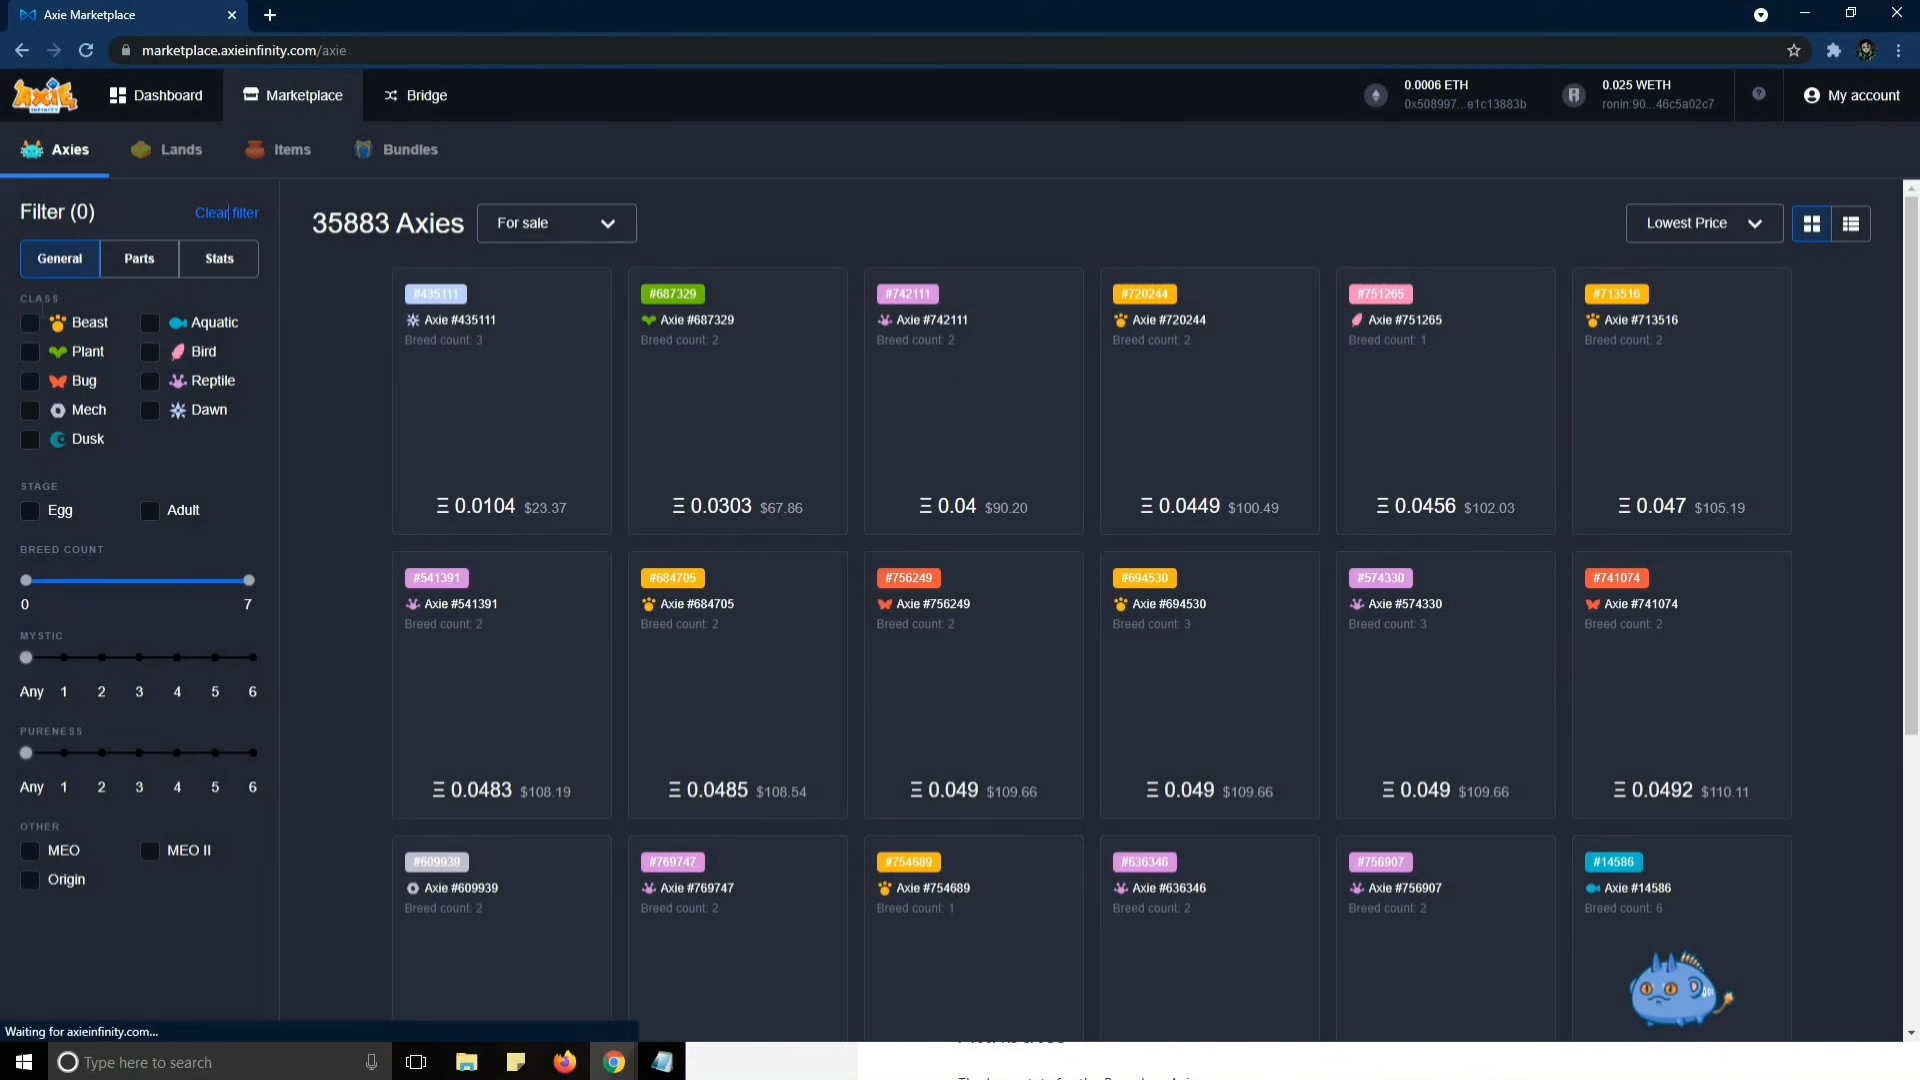 Axie Marketplace
marketplace.axieinfinity.com/axie
AXIE INFINITY
Dashboard
Marketplace
Bridge
0.0006 ETH
0x508997...e1c13883b
0.025 WETH
ronin:90...46c5a02c7
My account
Axies
Lands
Items
Bundles
Filter (0)
Clear filter
General
Parts
Stats
CLASS
Beast
Aquatic
Plant
Bird
Bug
Reptile
Mech
Dawn
Dusk
STAGE
Egg
Adult
BREED COUNT
0
7
MYSTIC
Any 1 2 3 4 5 6
PURENESS
Any 1 2 3 4 5 6
OTHER
MEO
MEO II
Origin
35883 Axies
For sale
Lowest Price
#435111
Axie #435111
Breed count: 3
Ξ 0.0104 $23.37
#687329
Axie #687329
Breed count: 2
Ξ 0.0303 $67.86
#742111
Axie #742111
Breed count: 2
Ξ 0.04 $90.20
#720244
Axie #720244
Breed count: 2
Ξ 0.0449 $100.49
#751265
Axie #751265
Breed count: 1
Ξ 0.0456 $102.03
#713516
Axie #713516
Breed count: 2
Ξ 0.047 $105.19
#541391
Axie #541391
Breed count: 2
Ξ 0.0483 $108.19
#684705
Axie #684705
Breed count: 2
Ξ 0.0485 $108.54
#756249
Axie #756249
Breed count: 2
Ξ 0.049 $109.66
#694530
Axie #694530
Breed count: 3
Ξ 0.049 $109.66
#574330
Axie #574330
Breed count: 3
Ξ 0.049 $109.66
#741074
Axie #741074
Breed count: 2
Ξ 0.0492 $110.11
#609939
Axie #609939
Breed count: 2
#769747
Axie #769747
Breed count: 2
#754689
Axie #754689
Breed count: 1
#636346
Axie #636346
Breed count: 2
#756907
Axie #756907
Breed count: 2
#14586
Axie #14586
Breed count: 6
Waiting for axieinfinity.com...
Type here to search